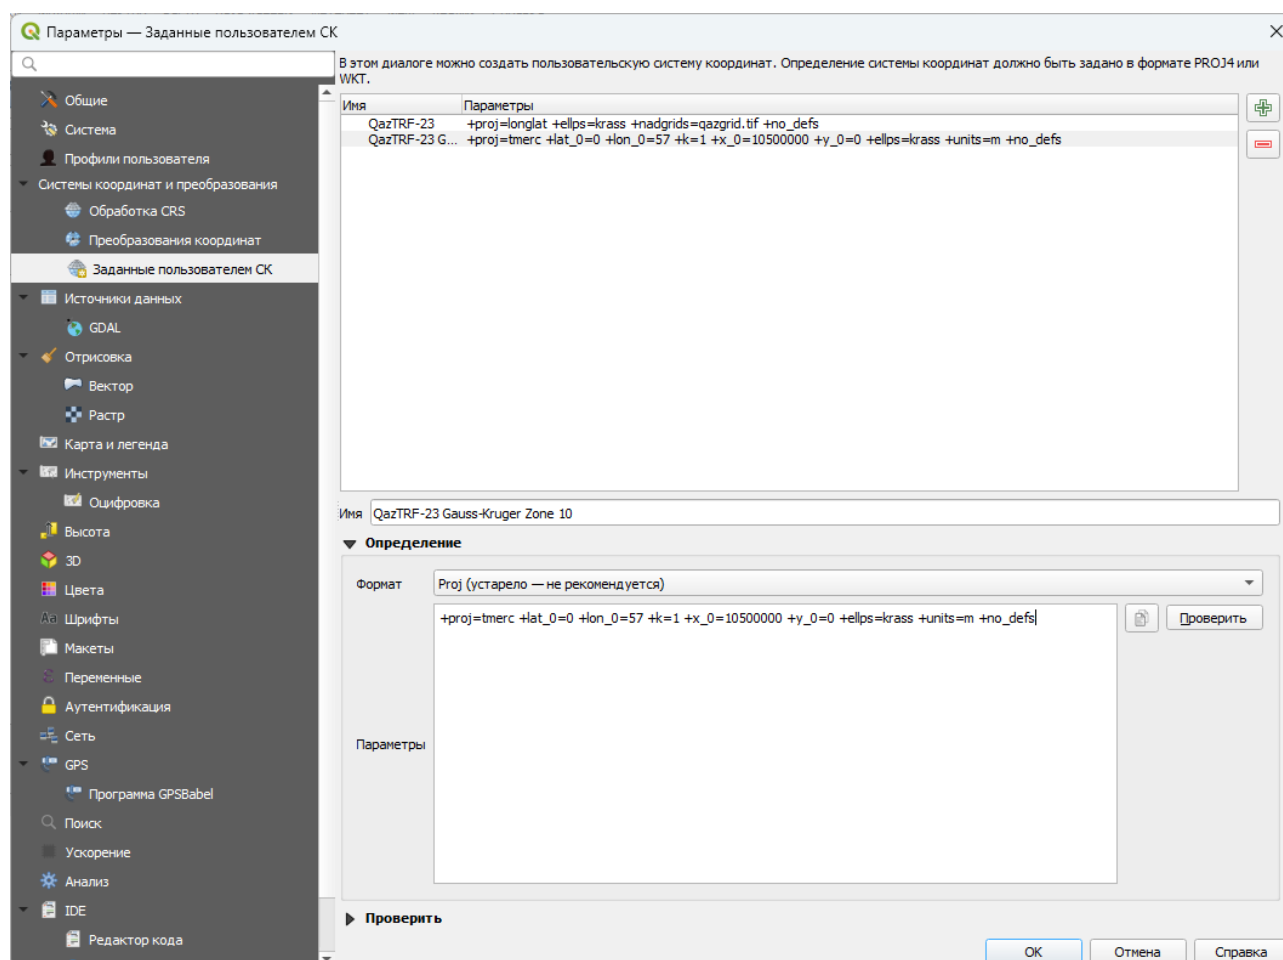 Параметры — Заданные пользователем СК
В этом диалоге можно создать пользовательскую систему координат. Определение системы координат должно быть задано в формате PROJ4 или
WKT.
Общие
Система
Профили пользователя
Системы координат и преобразования
Обработка CRS
Преобразования координат
Заданные пользователем СК
Источники данных
GDAL
Отрисовка
Вектор
Растр
Карта и легенда
Инструменты
Оцифровка
Высота
3D
Цвета
Шрифты
Макеты
Переменные
Аутентификация
Сеть
GPS
Программа GPSBabel
Поиск
Ускорение
Анализ
IDE
Редактор кода
Имя Параметры
QazTRF-23 +proj=longlat +ellps=krass +nadgrids=qazgrid.tif +no_defs
QazTRF-23 G... +proj=tmerc +lat_0=0 +lon_0=57 +k=1 +x_0=10500000 +y_0=0 +ellps=krass +units=m +no_defs
Имя QazTRF-23 Gauss-Kruger Zone 10
Определение
Формат Proj (устарело — не рекомендуется)
+proj=tmerc +lat_0=0 +lon_0=57 +k=1 +x_0=10500000 +y_0=0 +ellps=krass +units=m +no_defs
Проверить
Параметры
Проверить
OK Отмена Справка